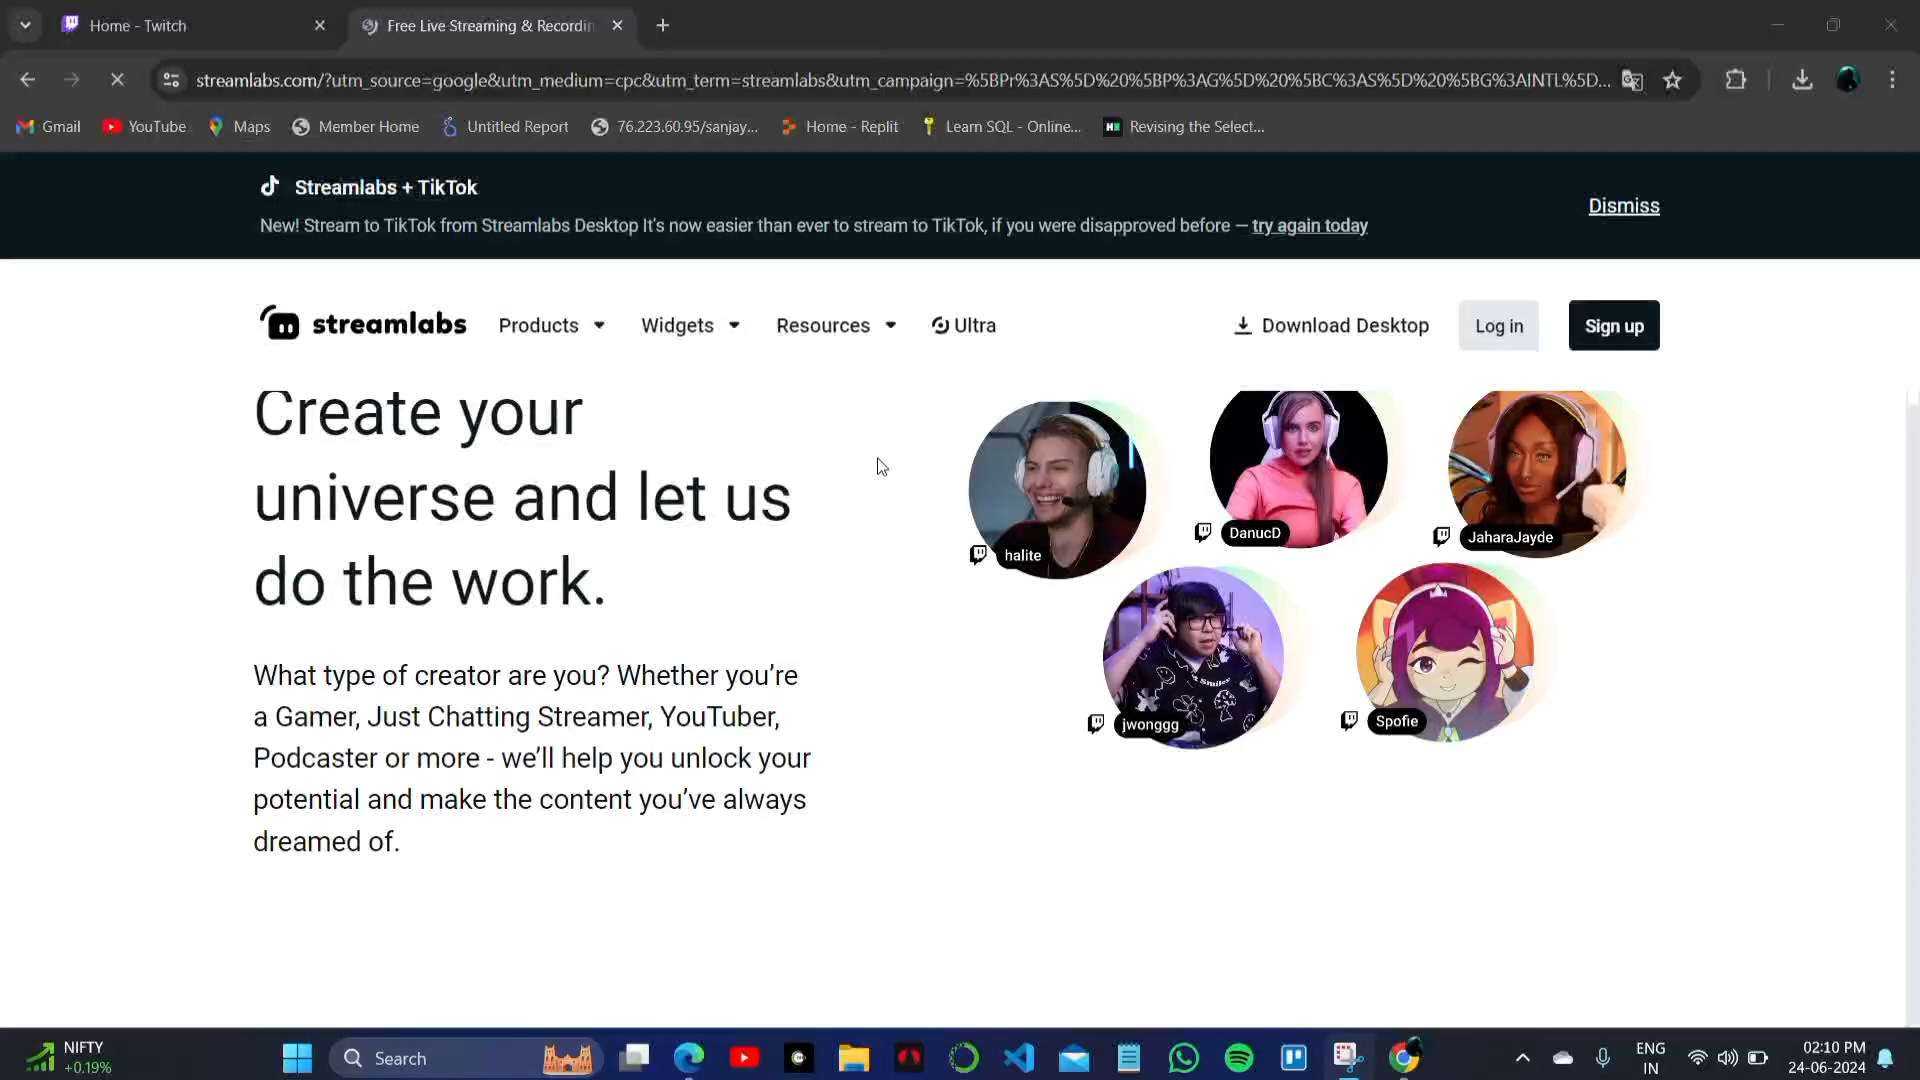 Home - Twitch
Free Live Streaming & Recordin
streamlabs.com/?utm_source=google&utm_medium=cpc&utm_term=streamlabs&utm_campaign=%5BPr%3AS%5D%20%5BP%3AG%5D%20%5BC%3AS%5D%20%5BG%3AINTL%5D...
Gmail
YouTube
Maps
Member Home
Untitled Report
76.223.60.95/sanjay...
Home - Replit
Learn SQL - Online...
Revising the Select...
Streamlabs + TikTok
New! Stream to TikTok from Streamlabs Desktop It's now easier than ever to stream to TikTok, if you were disapproved before — try again today
Dismiss
streamlabs
Products
Widgets
Resources
Ultra
Download Desktop
Log in
Sign up
Create your
universe and let us
do the work.
What type of creator are you? Whether you’re
a Gamer, Just Chatting Streamer, YouTuber,
Podcaster or more - we’ll help you unlock your
potential and make the content you’ve always
dreamed of.
halite
DanucD
JaharaJayde
jwonggg
Spofie
NIFTY
+0.19%
Search
ENG
IN
02:10 PM
24-06-2024